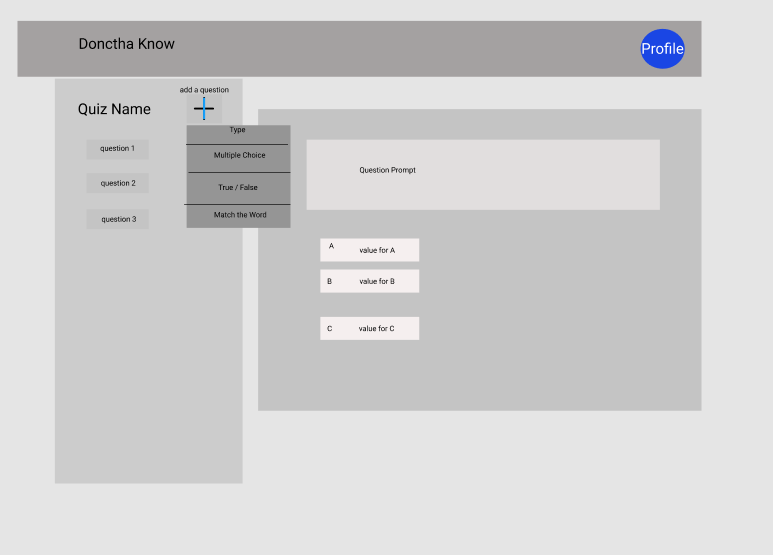 Donctha Know
Profile
add a question
Quiz Name
question 1
question 2
question 3
Type
Multiple Choice
True / False
Match the Word
Question Prompt
A value for A
B value for B
C value for C